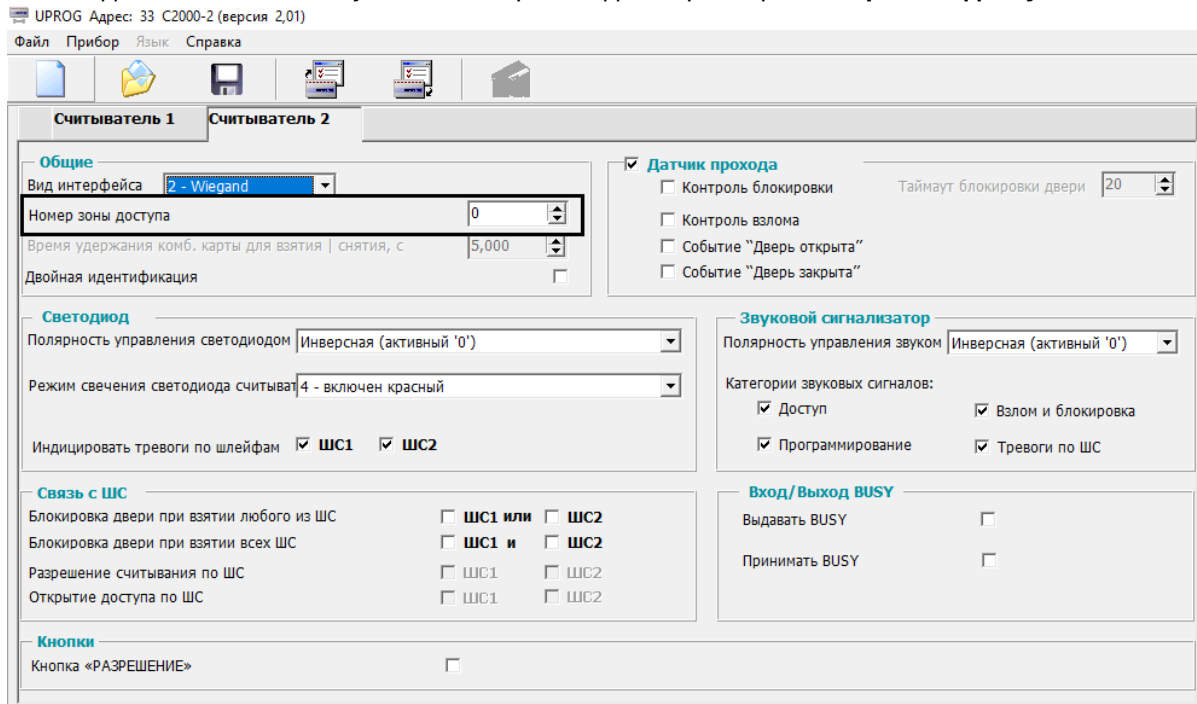 UPROG Адрес: 33 С2000-2 (версия 2,01)
Файл Прибор Язык Справка
Считыватель 1 Считыватель 2
Общие
Вид интерфейса 2 - Wiegand
Номер зоны доступа 0
Время удержания комб. карты для взятия | снятия, с 5,000
Двойная идентификация
Датчик прохода
Контроль блокировки Таймаут блокировки двери 20
Контроль взлома
Событие "Дверь открыта"
Событие "Дверь закрыта"
Светодиод
Полярность управления светодиодом Инверсная (активный '0')
Режим свечения светодиода считыват 4 - включен красный
Индицировать тревоги по шлейфам ШС1 ШС2
Звуковой сигнализатор
Полярность управления звуком Инверсная (активный '0')
Категории звуковых сигналов:
Доступ Взлом и блокировка
Программирование Тревоги по ШС
Связь с ШС
Блокировка двери при взятии любого из ШС ШС1 или ШС2
Блокировка двери при взятии всех ШС ШС1 и ШС2
Разрешение считывания по ШС ШС1 ШС2
Открытие доступа по ШС ШС1 ШС2
Вход/Выход BUSY
Выдавать BUSY
Принимать BUSY
Кнопки
Кнопка «РАЗРЕШЕНИЕ»